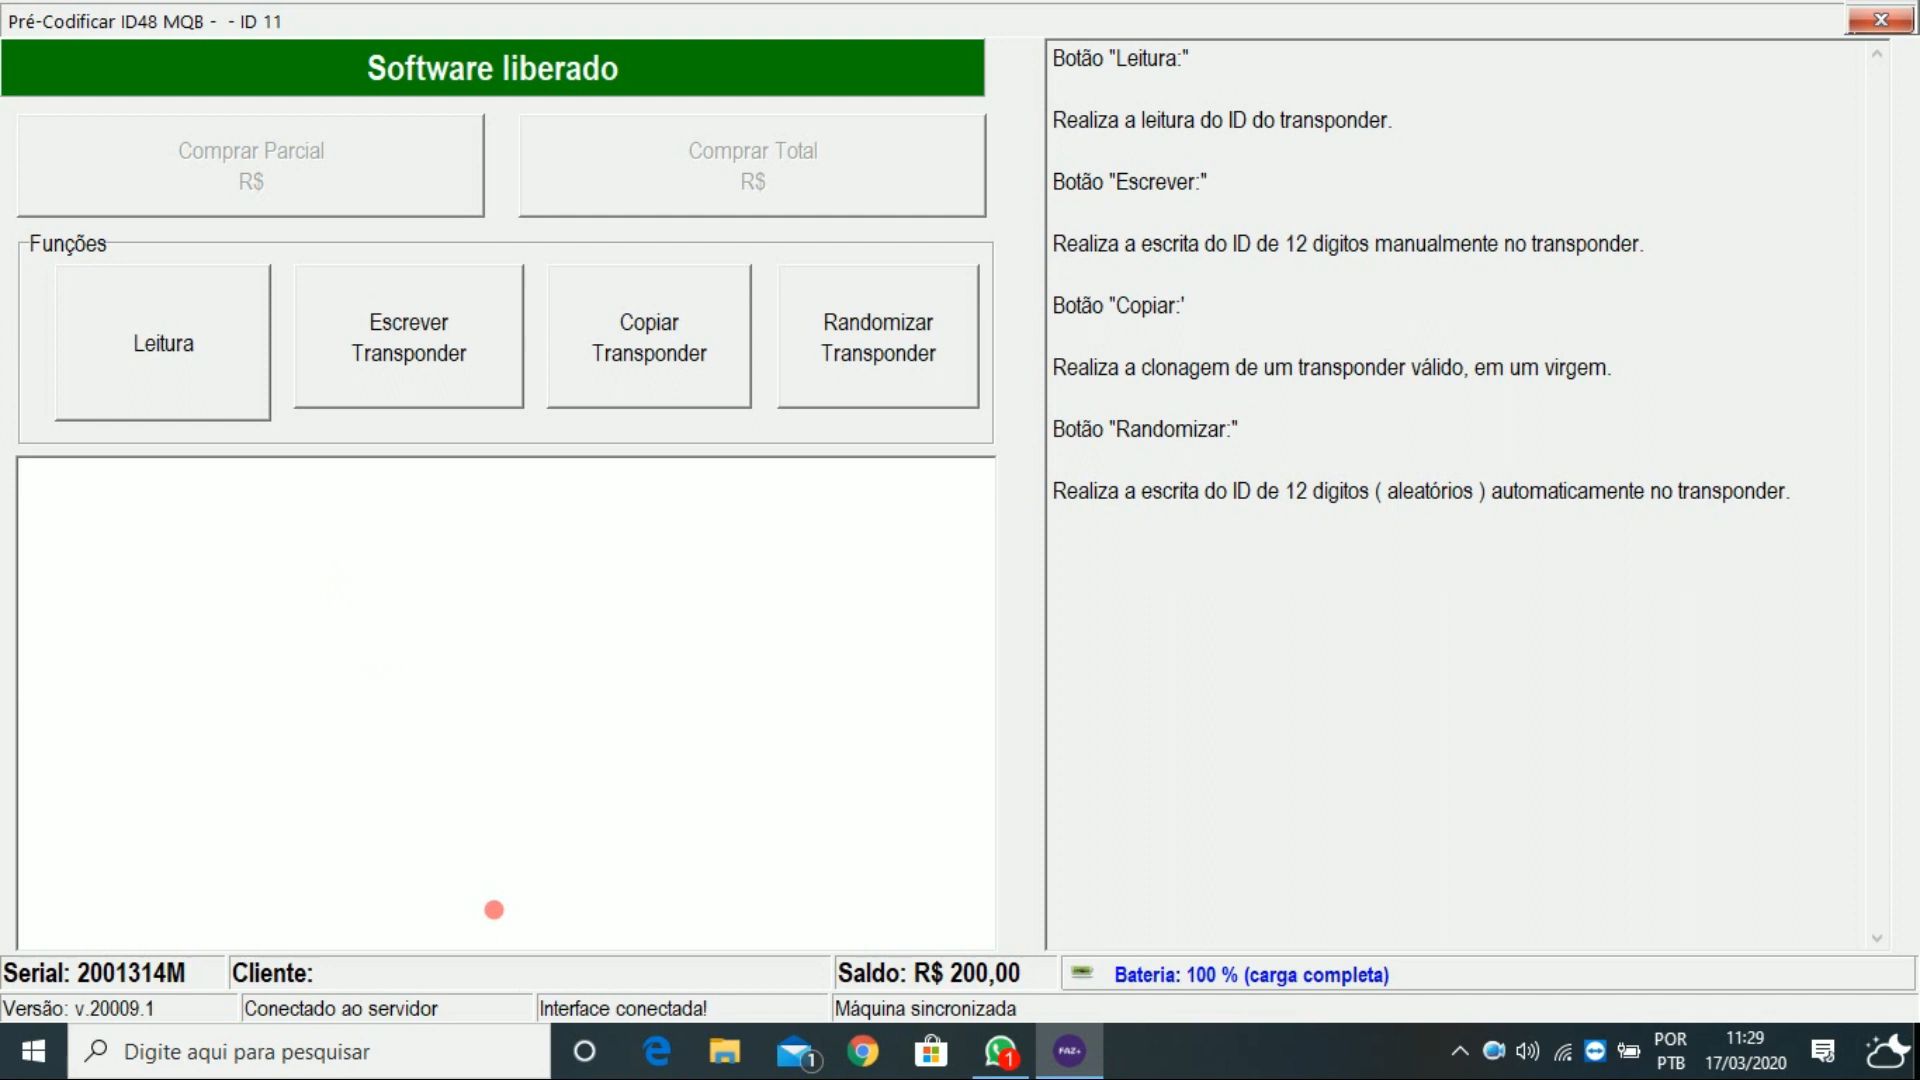 Pré-Codificar ID48 MQB -  - ID 11
Software liberado
Comprar Parcial
R$
Comprar Total
R$
Funções
Leitura
Escrever
Transponder
Copiar
Transponder
Randomizar
Transponder
Botão "Leitura:"
Realiza a leitura do ID do transponder.
Botão "Escrever:"
Realiza a escrita do ID de 12 digitos manualmente no transponder.
Botão "Copiar:'
Realiza a clonagem de um transponder válido, em um virgem.
Botão "Randomizar:"
Realiza a escrita do ID de 12 digitos ( aleatórios ) automaticamente no transponder.
Serial: 2001314M
Cliente:
Saldo: R$ 200,00
Bateria: 100 % (carga completa)
Versão: v.20009.1
Conectado ao servidor
Interface conectada!
Máquina sincronizada
Digite aqui para pesquisar
1
1
FAZ+
POR
PTB
11:29
17/03/2020